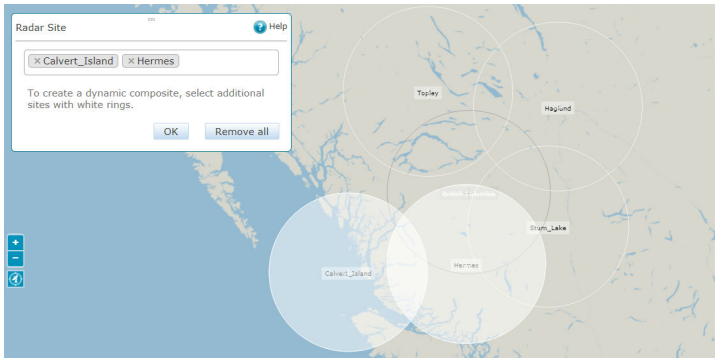 Radar Site
Help
× Calvert_Island × Hermes
To create a dynamic composite, select additional
sites with white rings.
OK Remove all
Topley
Haglund
Stum_Lake
Hermes
Calvert_Island
+
−